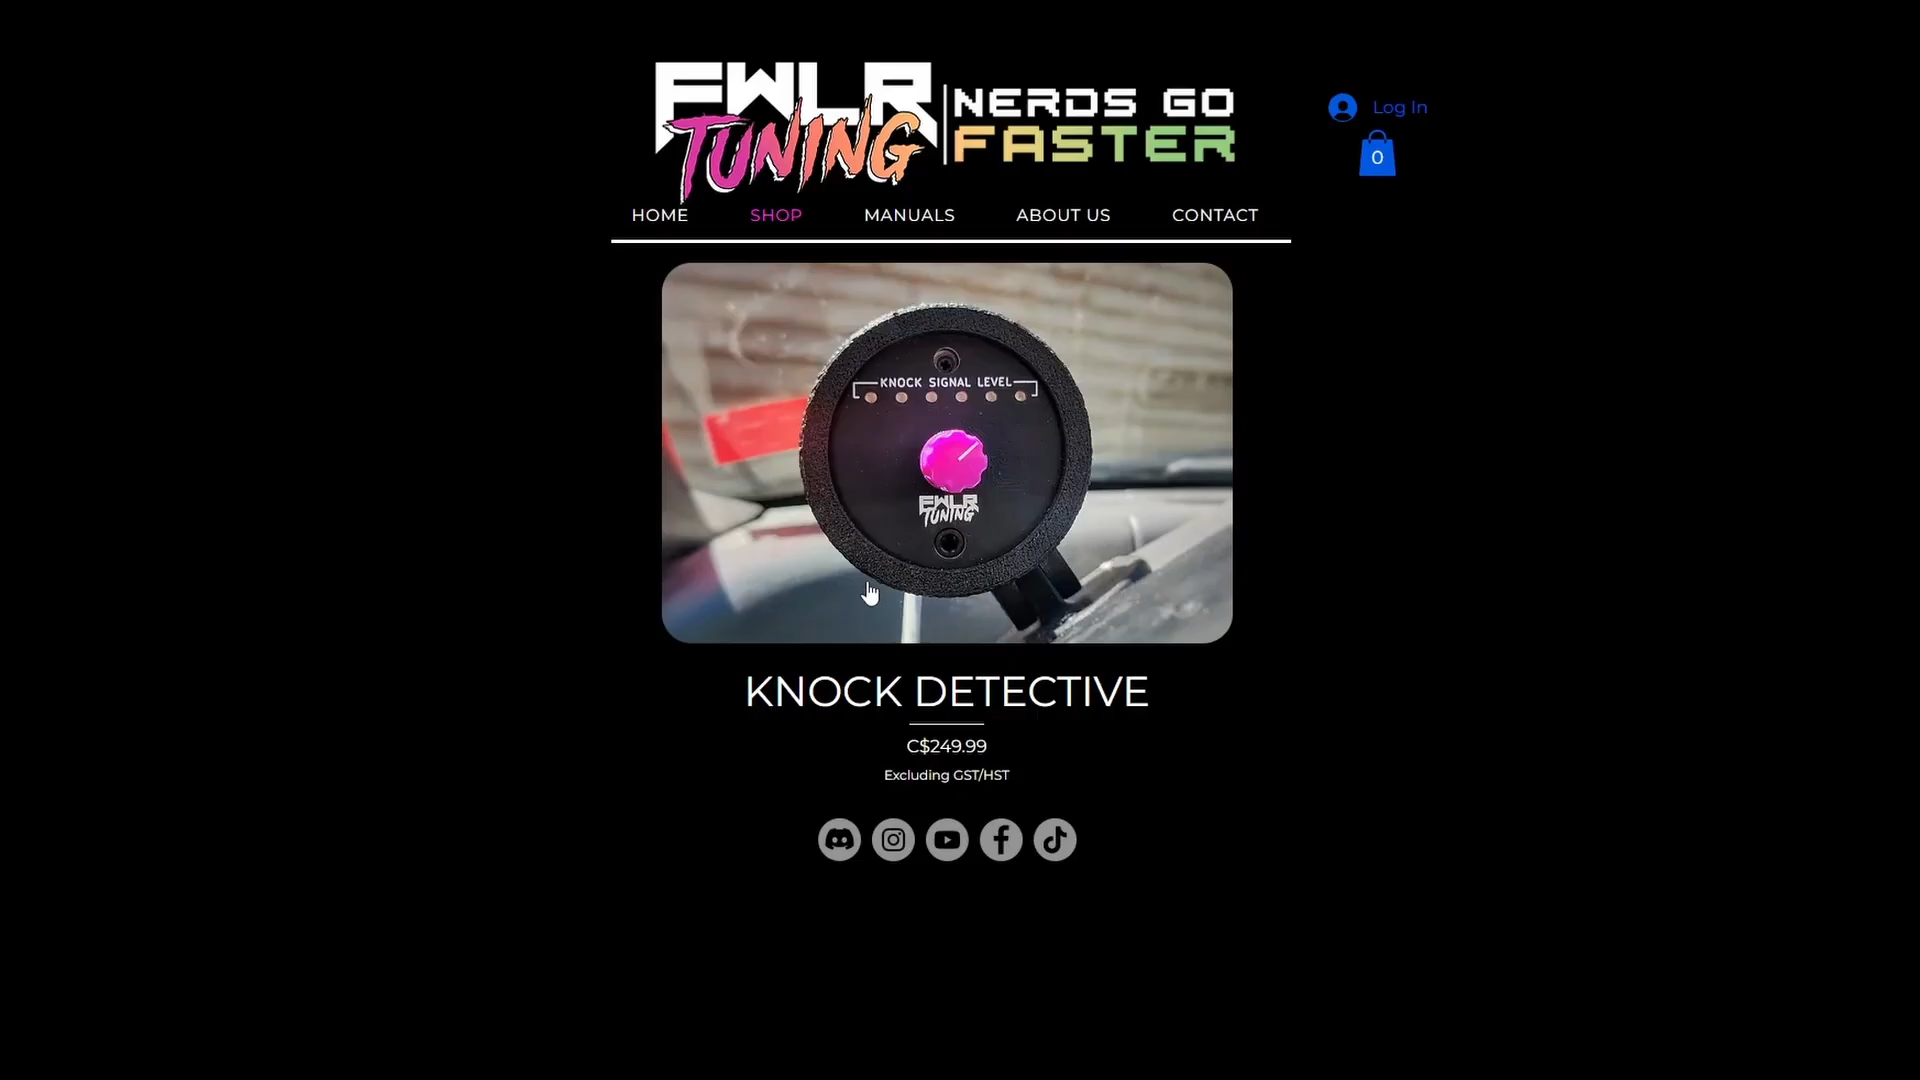 FWLR
TUNING
NERDS GO
FASTER
Log In
0
HOME SHOP MANUALS ABOUT US CONTACT
KNOCK SIGNAL LEVEL
FWLR
TUNING
KNOCK DETECTIVE
C$249.99
Excluding GST/HST